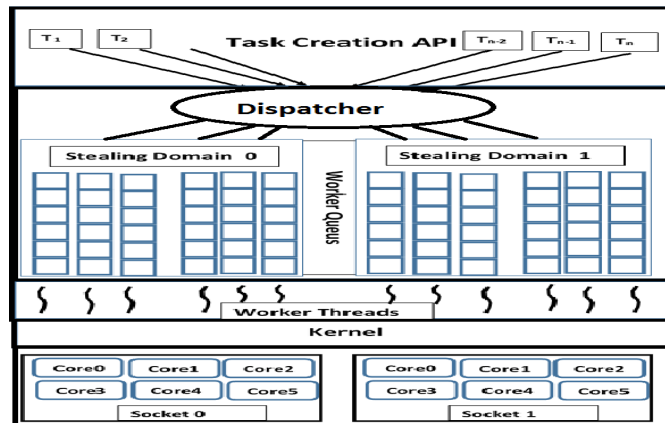 T1 T2 Task Creation API Tn-2 Tn-1 Tn
Dispatcher
Stealing Domain 0
Stealing Domain 1
Worker Queus
Worker Threads
Kernel
Core0 Core1 Core2
Core3 Core4 Core5
Socket 0
Core0 Core1 Core2
Core3 Core4 Core5
Socket 1